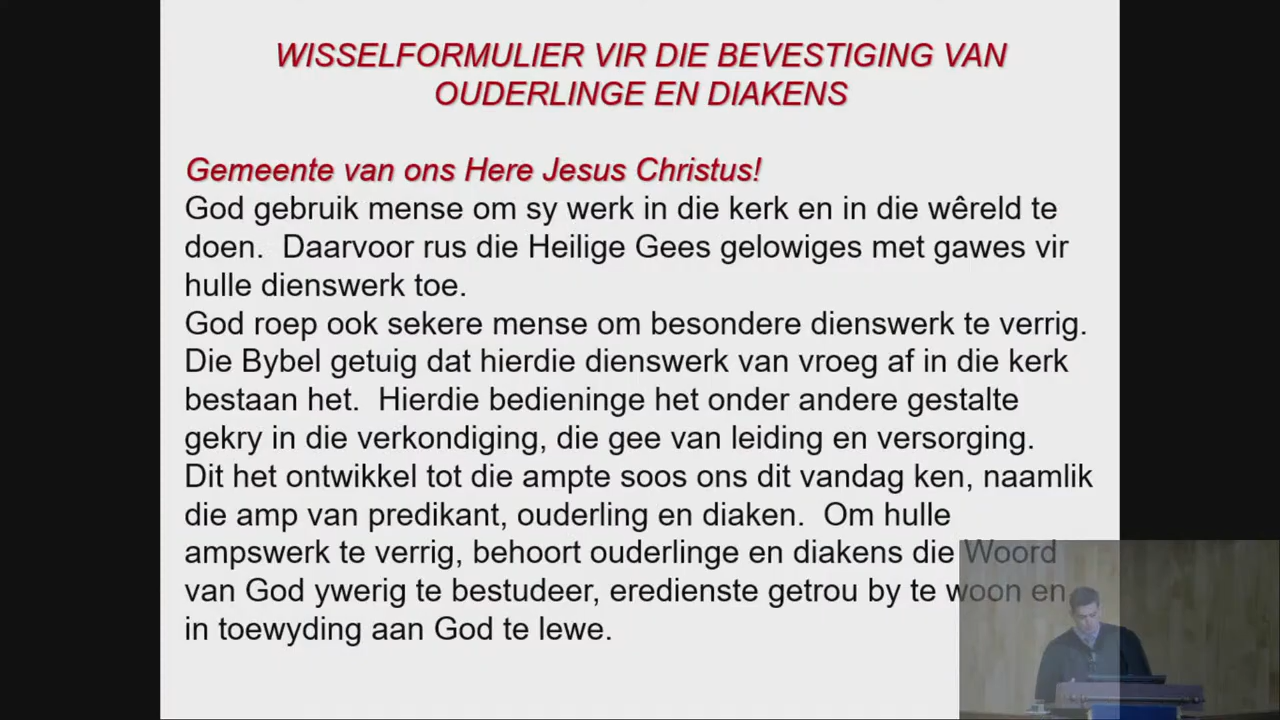 WISSELFORMULIER VIR DIE BEVESTIGING VAN
OUDERLINGE EN DIAKENS
Gemeente van ons Here Jesus Christus!
God gebruik mense om sy werk in die kerk en in die wêreld te
doen.  Daarvoor rus die Heilige Gees gelowiges met gawes vir
hulle dienswerk toe.
God roep ook sekere mense om besondere dienswerk te verrig.
Die Bybel getuig dat hierdie dienswerk van vroeg af in die kerk
bestaan het.  Hierdie bedieninge het onder andere gestalte
gekry in die verkondiging, die gee van leiding en versorging.
Dit het ontwikkel tot die ampte soos ons dit vandag ken, naamlik
die amp van predikant, ouderling en diaken.  Om hulle
ampswerk te verrig, behoort ouderlinge en diakens die Woord
van God ywerig te bestudeer, eredienste getrou by te woon en
in toewyding aan God te lewe.